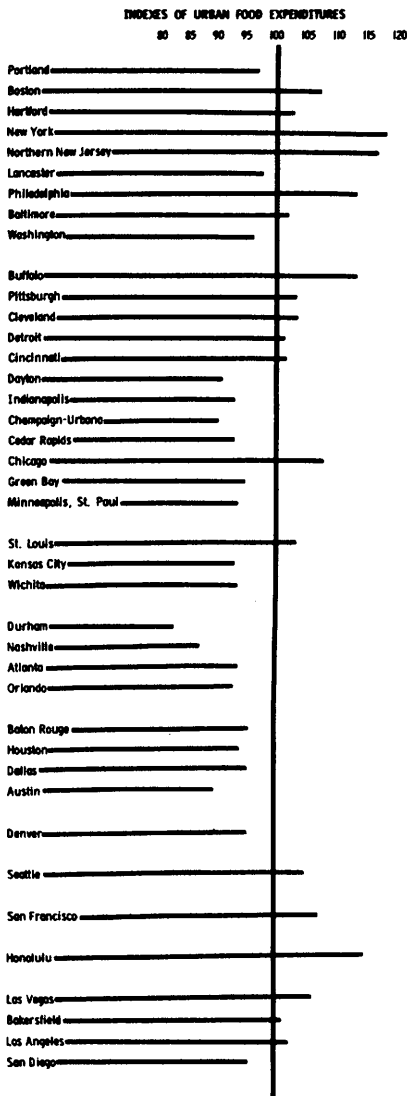 INDEXES OF URBAN FOOD EXPENDITURES
80 85 90 95 100 105 110 115 120
Portland
Boston
Hartford
New York
Northern New Jersey
Lancaster
Philadelphia
Baltimore
Washington
Buffalo
Pittsburgh
Cleveland
Detroit
Cincinnati
Dayton
Indianapolis
Champaign-Urbana
Cedar Rapids
Chicago
Green Bay
Minneapolis, St. Paul
St. Louis
Kansas City
Wichita
Durham
Nashville
Atlanta
Orlando
Baton Rouge
Houston
Dallas
Austin
Denver
Seattle
San Francisco
Honolulu
Las Vegas
Bakersfield
Los Angeles
San Diego